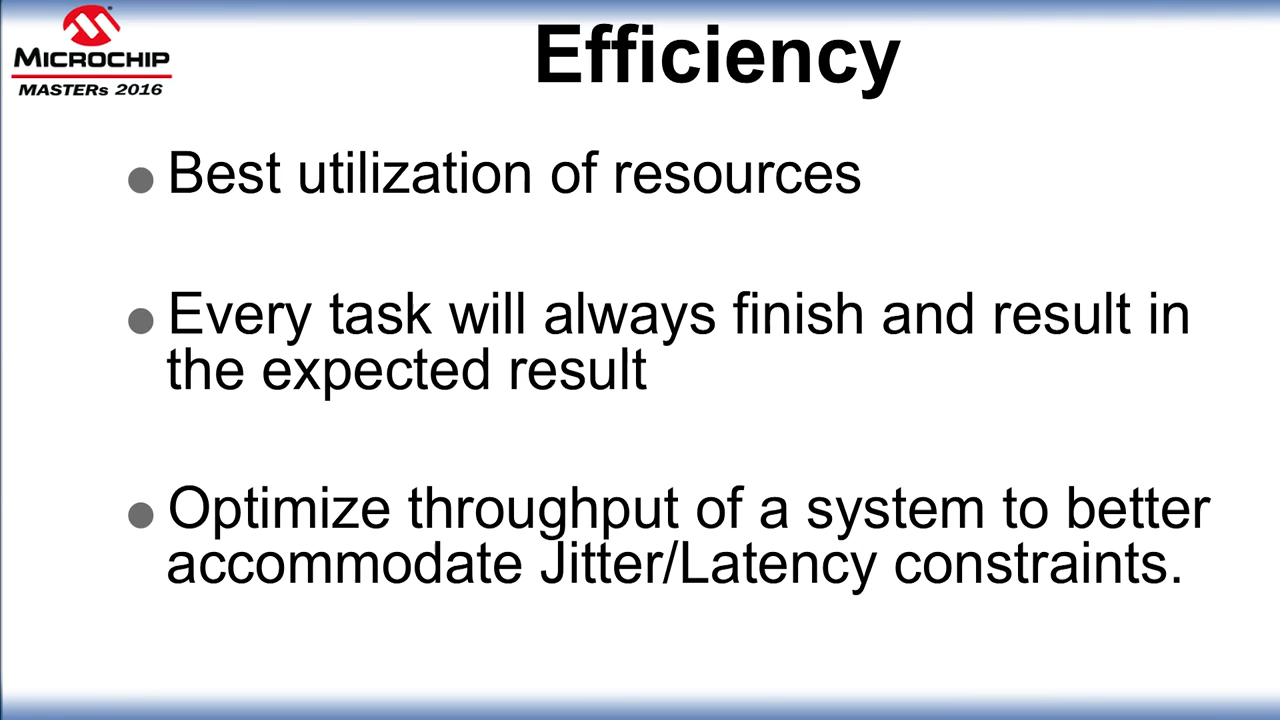 MICROCHIP
MASTERs 2016
Efficiency
Best utilization of resources
Every task will always finish and result in
the expected result
Optimize throughput of a system to better
accommodate Jitter/Latency constraints.